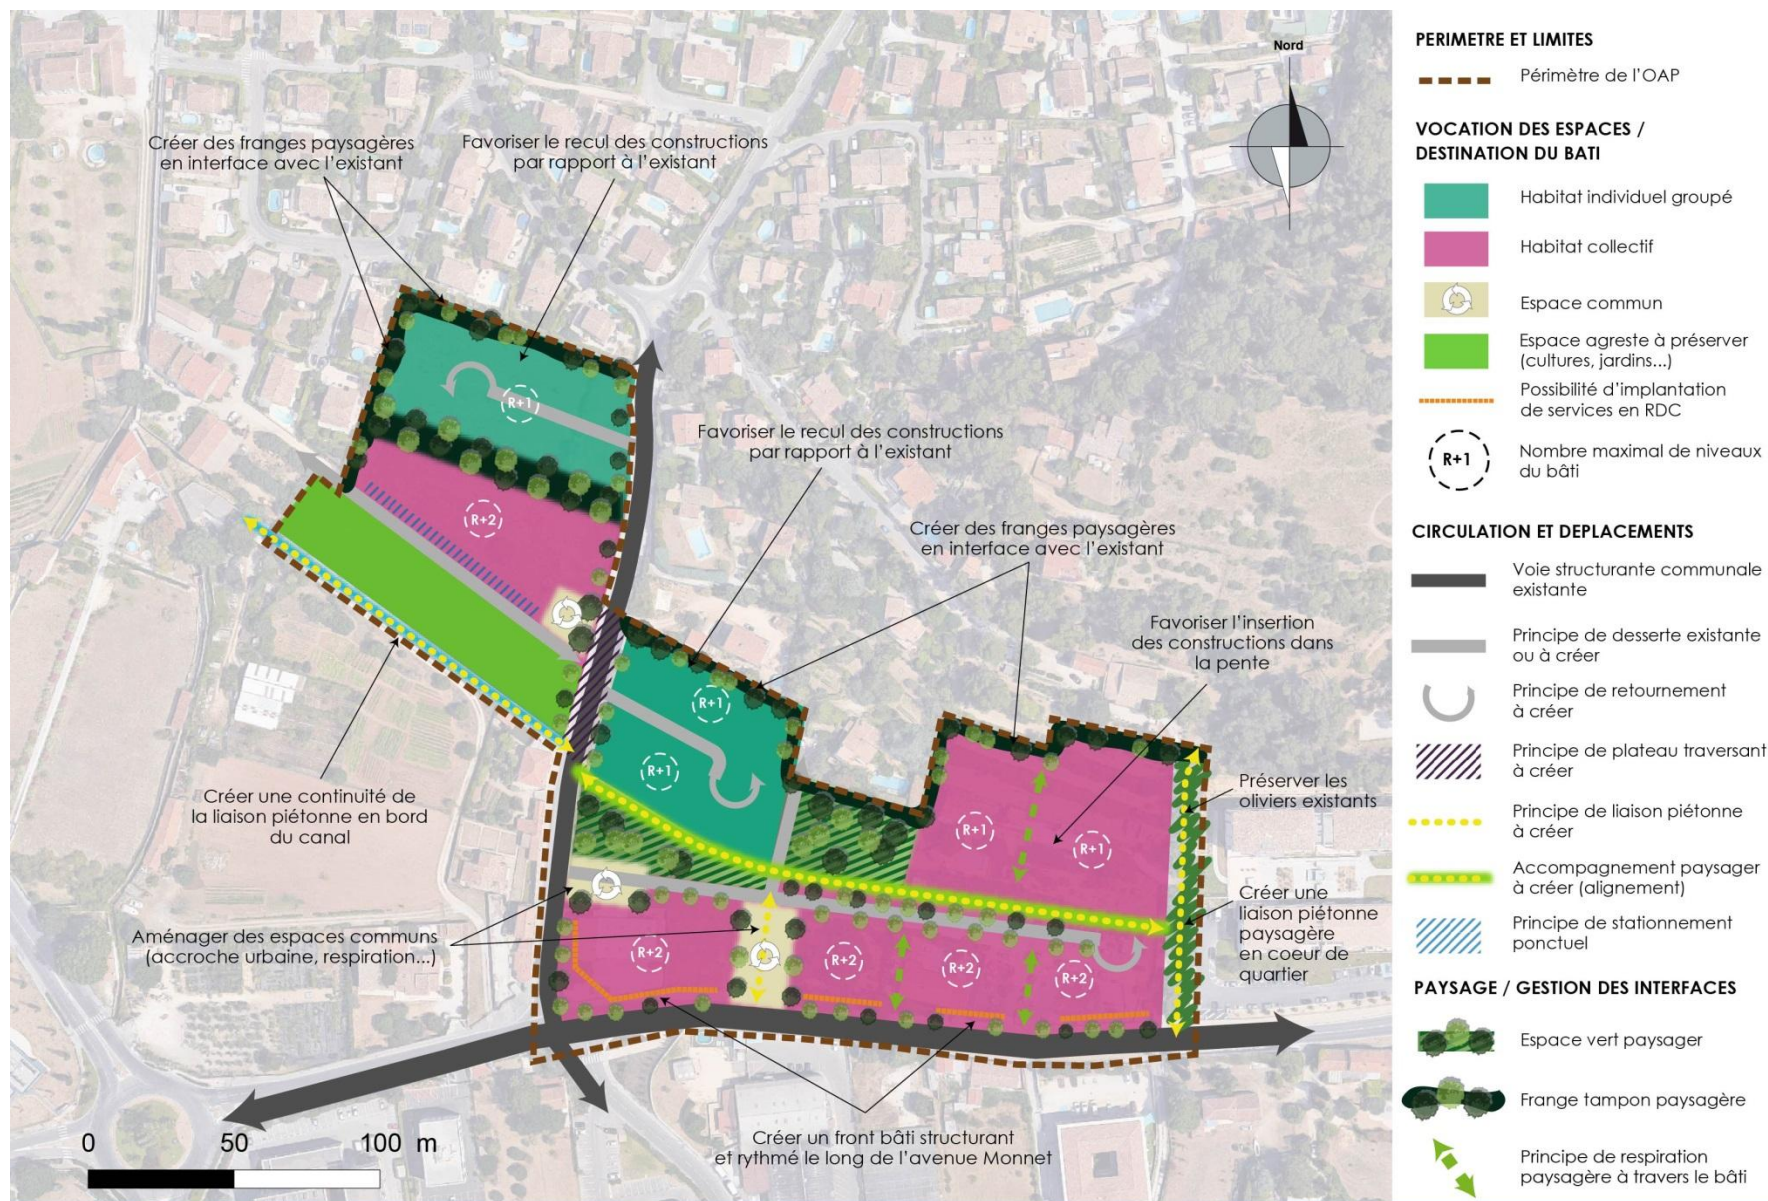 Nord
Créer des franges paysagères
en interface avec l'existant
Favoriser le recul des constructions
par rapport à l'existant
R+1
Favoriser le recul des constructions
par rapport à l'existant
R+2
Créer des franges paysagères
en interface avec l'existant
Favoriser l'insertion
des constructions dans
la pente
R+1
R+1
Créer une continuité de
la liaison piétonne en bord
du canal
Préserver les
oliviers existants
R+1
R+1
Créer une
liaison piétonne
paysagère
en coeur de
quartier
Aménager des espaces communs
(accroche urbaine, respiration...)
R+2
R+2
R+2
R+2
Créer un front bâti structurant
et rythmé le long de l'avenue Monnet
0 50 100 m
PERIMETRE ET LIMITES
Périmètre de l'OAP
VOCATION DES ESPACES /
DESTINATION DU BATI
Habitat individuel groupé
Habitat collectif
Espace commun
Espace agreste à préserver
(cultures, jardins...)
Possibilité d'implantation
de services en RDC
R+1
Nombre maximal de niveaux
du bâti
CIRCULATION ET DEPLACEMENTS
Voie structurante communale
existante
Principe de desserte existante
ou à créer
Principe de retournement
à créer
Principe de plateau traversant
à créer
Principe de liaison piétonne
à créer
Accompagnement paysager
à créer (alignement)
Principe de stationnement
ponctuel
PAYSAGE / GESTION DES INTERFACES
Espace vert paysager
Frange tampon paysagère
Principe de respiration
paysagère à travers le bâti